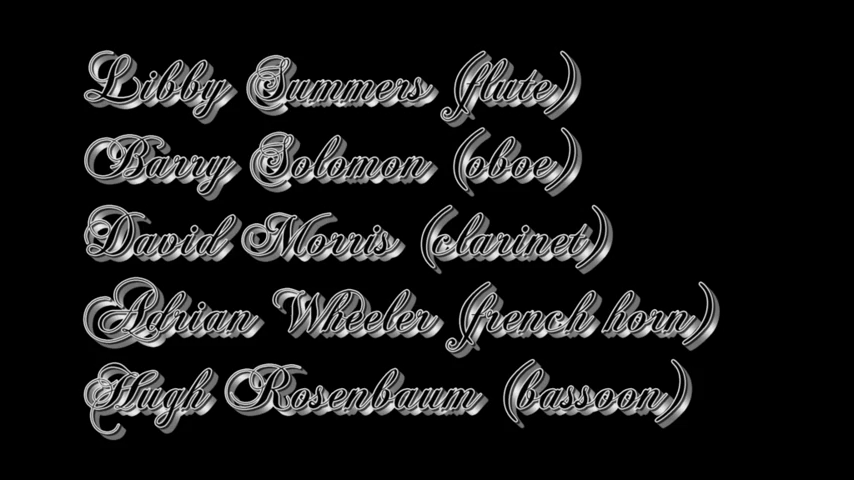 Libby Summers (flute)
Barry Solomon (oboe)
David Morris (clarinet)
Adrian Wheeler (french horn)
Hugh Rosenbaum (bassoon)